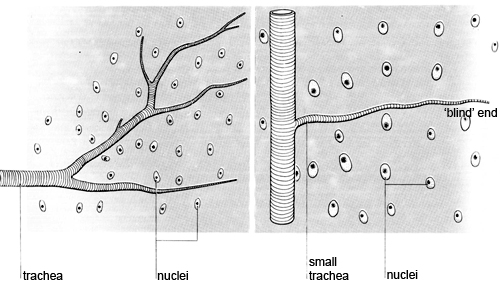 'blind' end
trachea
nuclei
small
trachea
nuclei